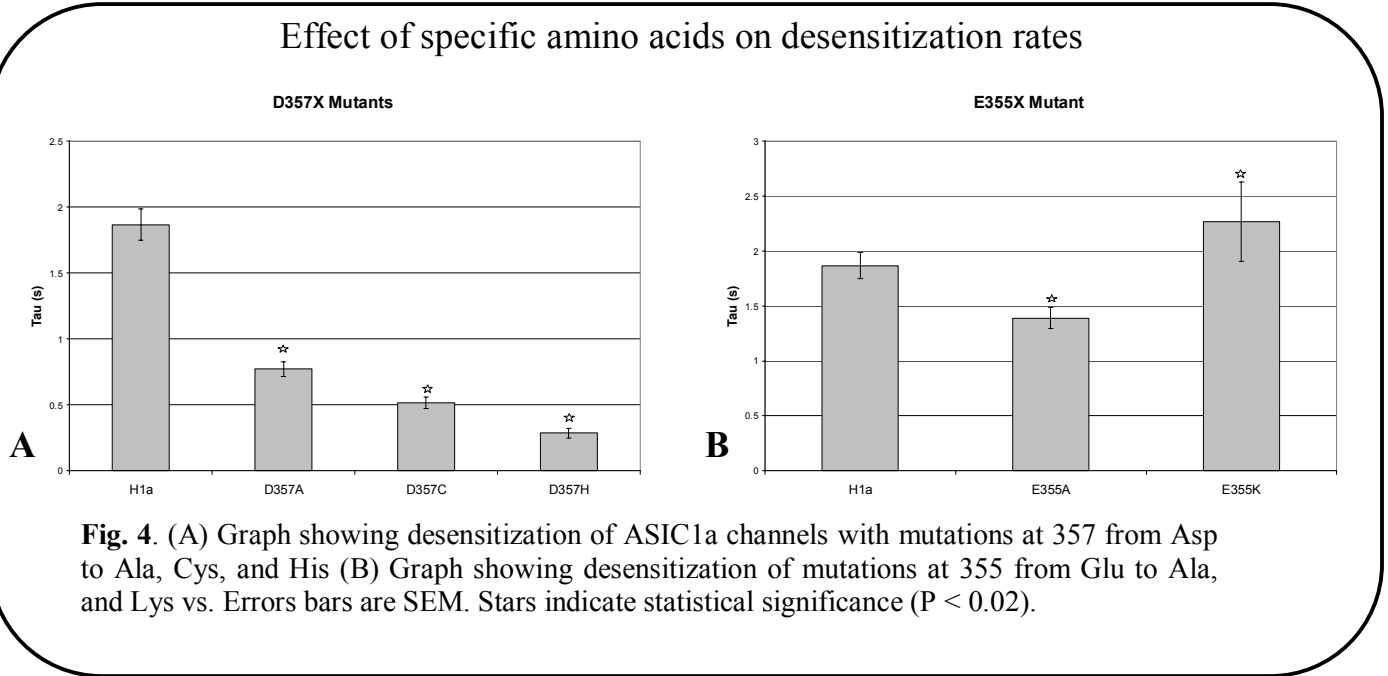 Effect of specific amino acids on desensitization rates
D357X Mutants
2.5
2
1.5
1
0.5
0
Tau (s)
H1a D357A D357C D357H
A
E355X Mutant
3
2.5
2
1.5
1
0.5
0
Tau (s)
H1a E355A E355K
B
Fig. 4. (A) Graph showing desensitization of ASIC1a channels with mutations at 357 from Asp
to Ala, Cys, and His (B) Graph showing desensitization of mutations at 355 from Glu to Ala,
and Lys vs. Errors bars are SEM. Stars indicate statistical significance (P < 0.02).